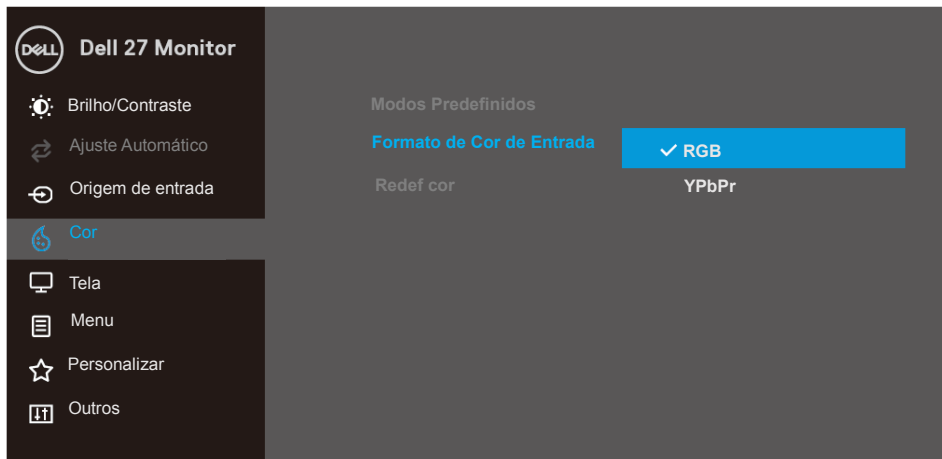 DELL Dell 27 Monitor
Brilho/Contraste
Ajuste Automático
Origem de entrada
Cor
Tela
Menu
Personalizar
Outros
Modos Predefinidos
Formato de Cor de Entrada
Redef cor
RGB
YPbPr